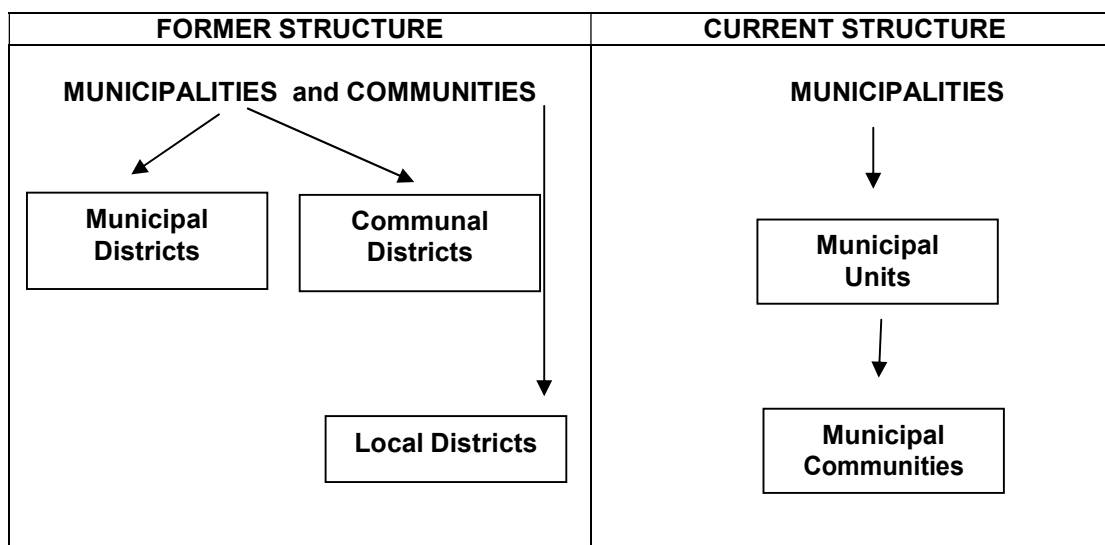 FORMER STRUCTURE
CURRENT STRUCTURE
MUNICIPALITIES and COMMUNITIES
Municipal
Districts
Communal
Districts
Local Districts
MUNICIPALITIES
Municipal
Units
Municipal
Communities